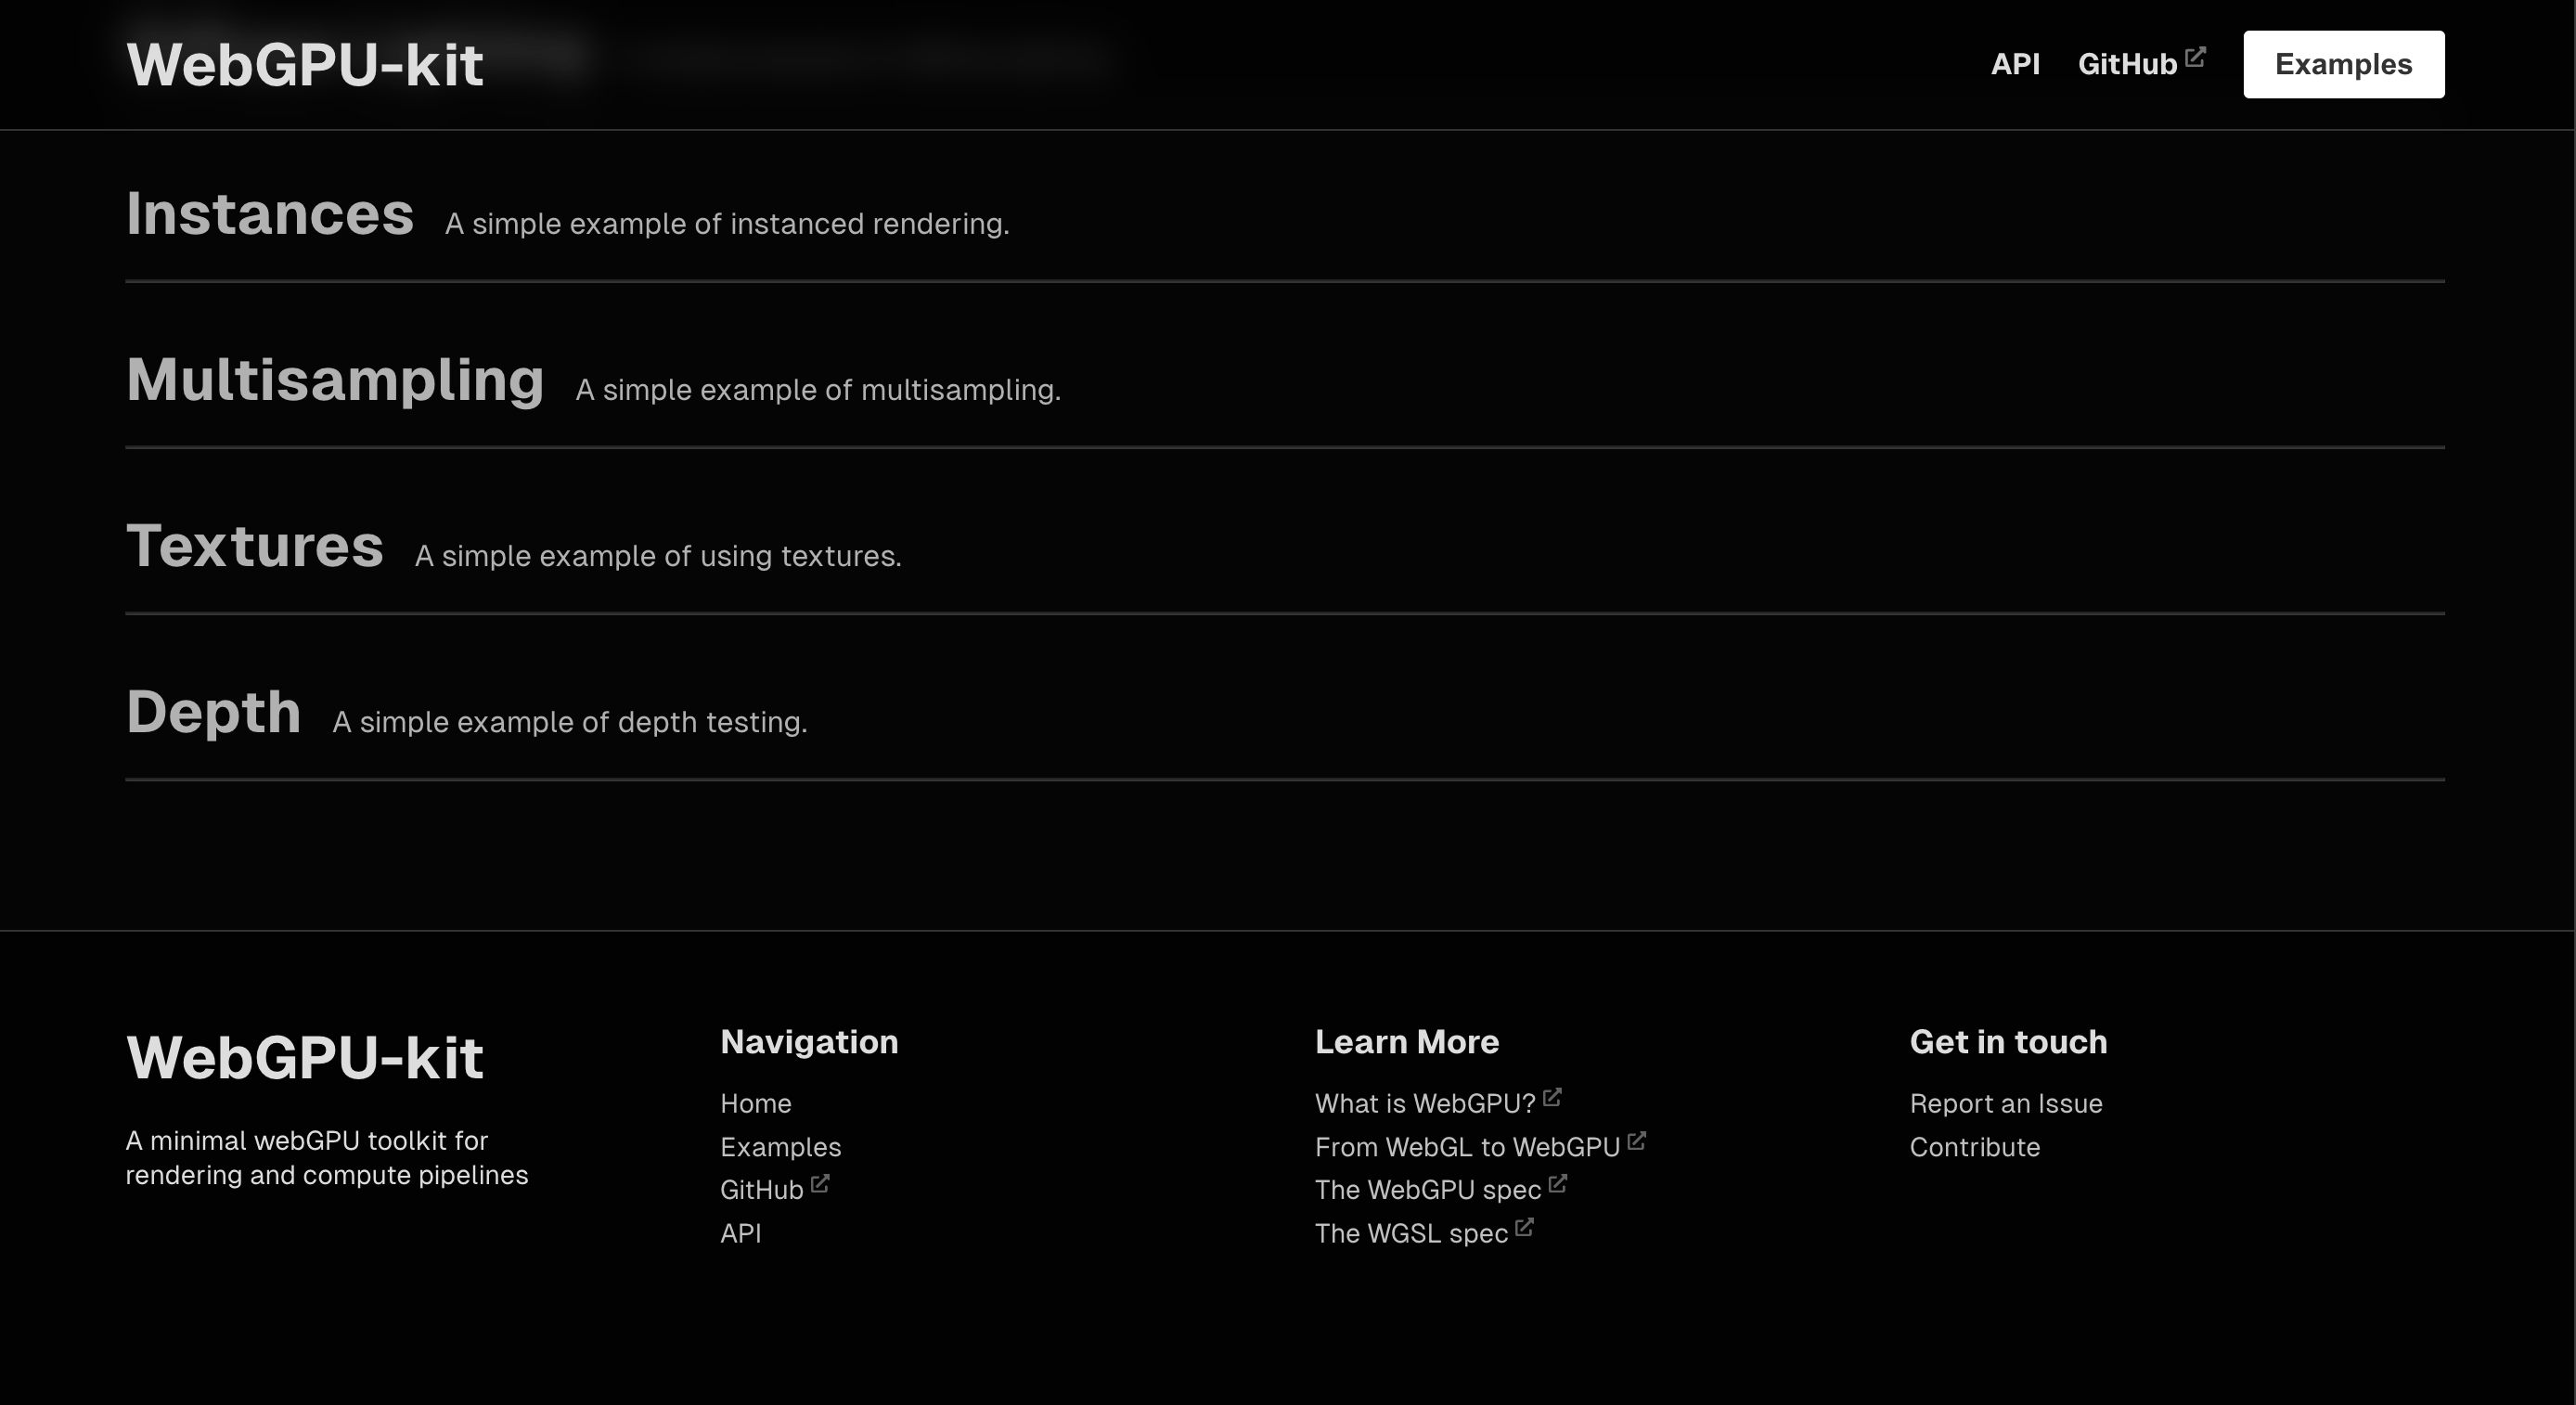 WebGPU-kit
API GitHub Examples
Instances A simple example of instanced rendering.
Multisampling A simple example of multisampling.
Textures A simple example of using textures.
Depth A simple example of depth testing.
WebGPU-kit
A minimal webGPU toolkit for
rendering and compute pipelines
Navigation
Home
Examples
GitHub
API
Learn More
What is WebGPU?
From WebGL to WebGPU
The WebGPU spec
The WGSL spec
Get in touch
Report an Issue
Contribute